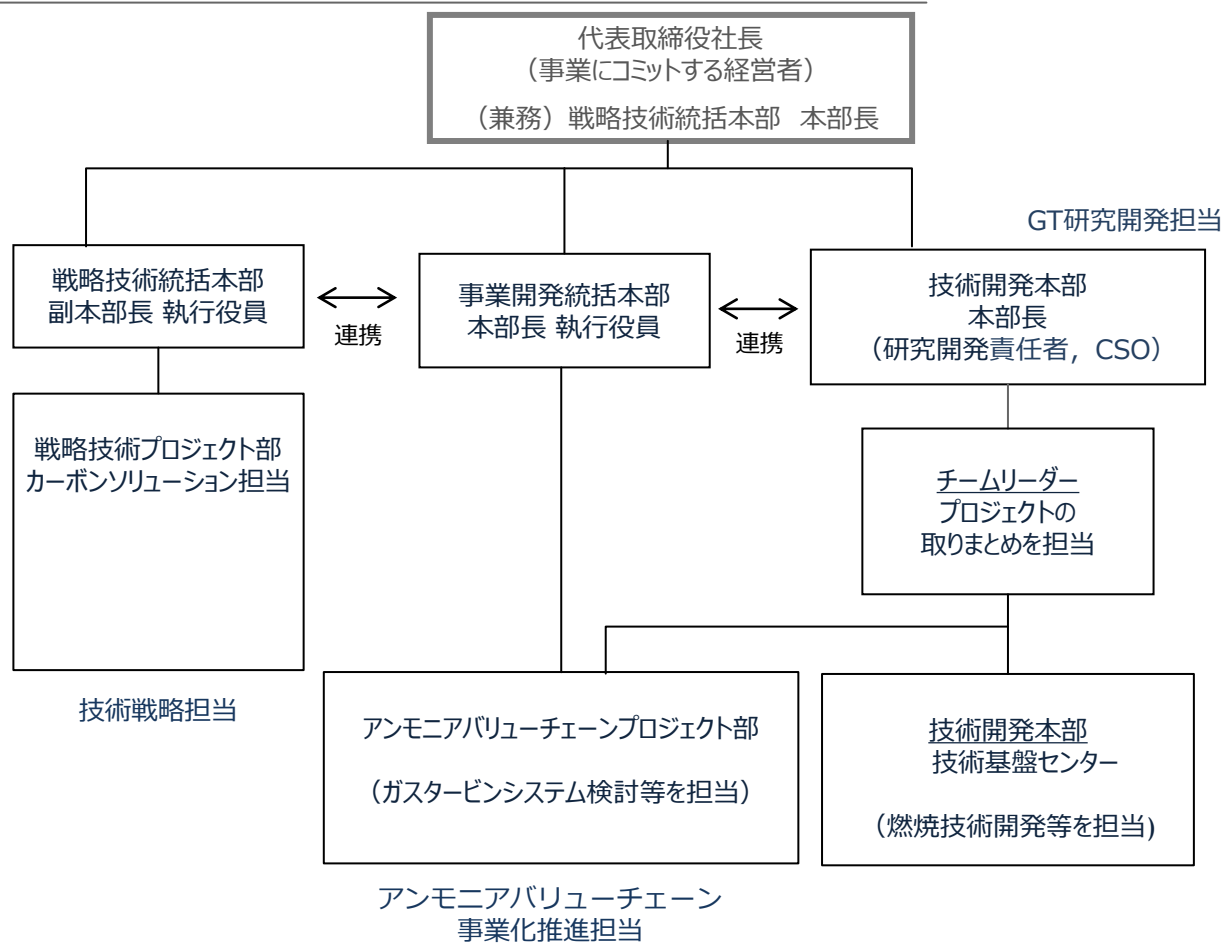 代表取締役社長
（事業にコミットする経営者）
（兼務）戦略技術統括本部　本部長
GT研究開発担当
戦略技術統括本部
副本部長 執行役員
連携
事業開発統括本部
本部長 執行役員
連携
技術開発本部
本部長
（研究開発責任者，CSO）
戦略技術プロジェクト部
カーボンソリューション担当
チームリーダー
プロジェクトの
取りまとめを担当
技術戦略担当
アンモニアバリューチェーンプロジェクト部
（ガスタービンシステム検討等を担当）
技術開発本部
技術基盤センター
（燃焼技術開発等を担当)
アンモニアバリューチェーン
事業化推進担当